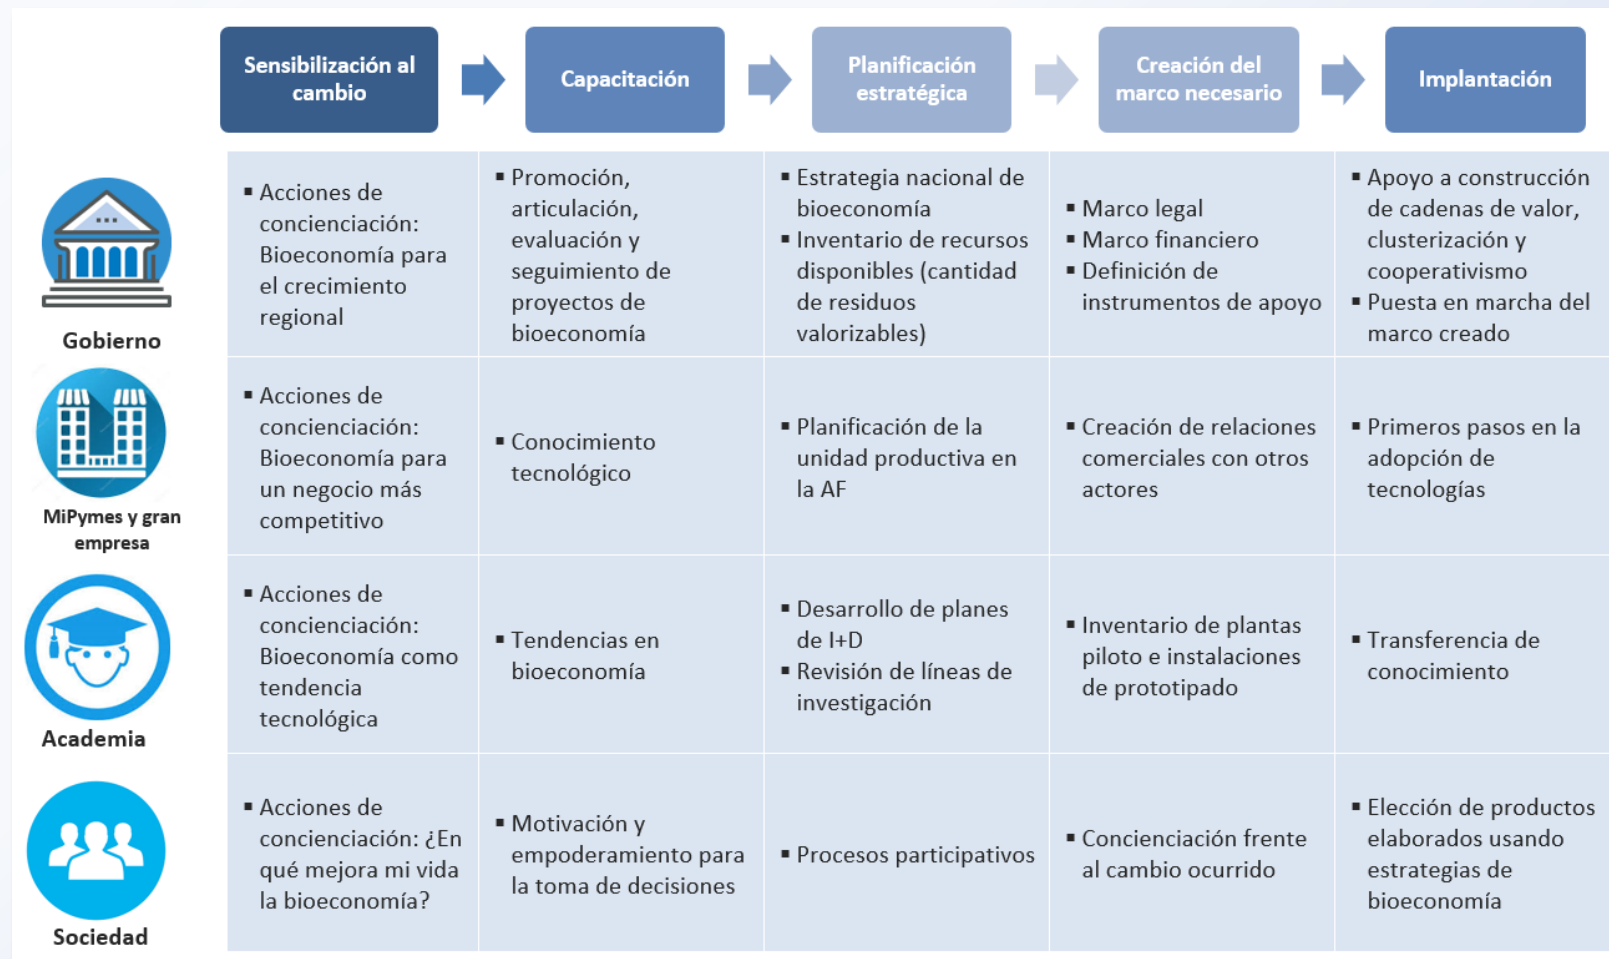 Sensibilización al
cambio
Capacitación
Planificación
estratégica
Creación del
marco necesario
Implantación
Gobierno
▪ Acciones de
concienciación:
Bioeconomía para
el crecimiento
regional
▪ Promoción,
articulación,
evaluación y
seguimiento de
proyectos de
bioeconomía
▪ Estrategia nacional de
bioeconomía
▪ Inventario de recursos
disponibles (cantidad
de residuos
valorizables)
▪ Marco legal
▪ Marco financiero
▪ Definición de
instrumentos de apoyo
▪ Apoyo a construcción
de cadenas de valor,
clusterización y
cooperativismo
▪ Puesta en marcha del
marco creado
MiPymes y gran
empresa
▪ Acciones de
concienciación:
Bioeconomía para
un negocio más
competitivo
▪ Conocimiento
tecnológico
▪ Planificación de la
unidad productiva en
la AF
▪ Creación de relaciones
comerciales con otros
actores
▪ Primeros pasos en la
adopción de
tecnologías
Academia
▪ Acciones de
concienciación:
Bioeconomía como
tendencia
tecnológica
▪ Tendencias en
bioeconomía
▪ Desarrollo de planes
de I+D
▪ Revisión de líneas de
investigación
▪ Inventario de plantas
piloto e instalaciones
de prototipado
▪ Transferencia de
conocimiento
Sociedad
▪ Acciones de
concienciación: ¿En
qué mejora mi vida
la bioeconomía?
▪ Motivación y
empoderamiento para
la toma de decisiones
▪ Procesos participativos
▪ Concienciación frente
al cambio ocurrido
▪ Elección de productos
elaborados usando
estrategias de
bioeconomía